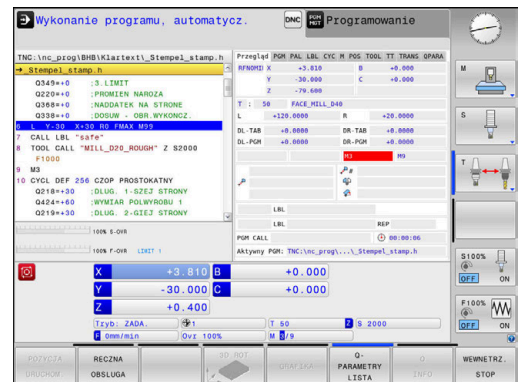 Wykonanie programu, automatycz.
DNC
PGM MGT
Programowanie
TNC:\nc_prog\BHB\Klartext\_Stempel_stamp.h
→_Stempel_stamp.h
Q349=+0 ;3.LIMIT
Q220=+0 ;PROMIEN NAROZA
Q368=+0 ;NADDATEK NA STRONE
Q338=+0 ;DOSUW - OBR.WYKONCZ.
6 L Y-30 X+30 R0 FMAX M99
7 CALL LBL "safe"
8 TOOL CALL "MILL_D20_ROUGH" Z S2000
F1000
9 M3
10 CYCL DEF 256 CZOP PROSTOKATNY
Q218=+30 ;DLUG. 1-SZEJ STRONY
Q424=+60 ;WYMIAR POLWYROBU 1
Q219=+30 ;DLUG. 2-GIEJ STRONY
100% S-OVR
100% F-OVR LIMIT 1
Przegląd PGM PAL LBL CYC M POS TOOL TT TRANS QPARA
RFNOMI X +3.810 B +0.000
Y -30.000 C +0.000
Z -79.600
T : 50 FACE_MILL_D40
L +120.0000 R +20.0000
DL-TAB +0.0000 DR-TAB +0.0000
DL-PGM +0.0000 DR-PGM +0.0000
M3 M9
P#
LBL
LBL REP
PGM CALL 00:00:06
Aktywny PGM: TNC:\nc_prog\...\_Stempel_stamp.h
X +3.810 B +0.000
Y -30.000 C +0.000
Z +0.400
Tryb: ZADA. 1 T 50 Z S 2000
F 0mm/min Ovr 100% M 3/9
M
S
T
S100%
OFF ON
F100%
OFF ON
POZYCJA URUCHOM.
RECZNA OBSLUGA
3D ROT
GRAFIKA
Q-PARAMETRY LISTA
Q INFO
WEWNETRZ. STOP